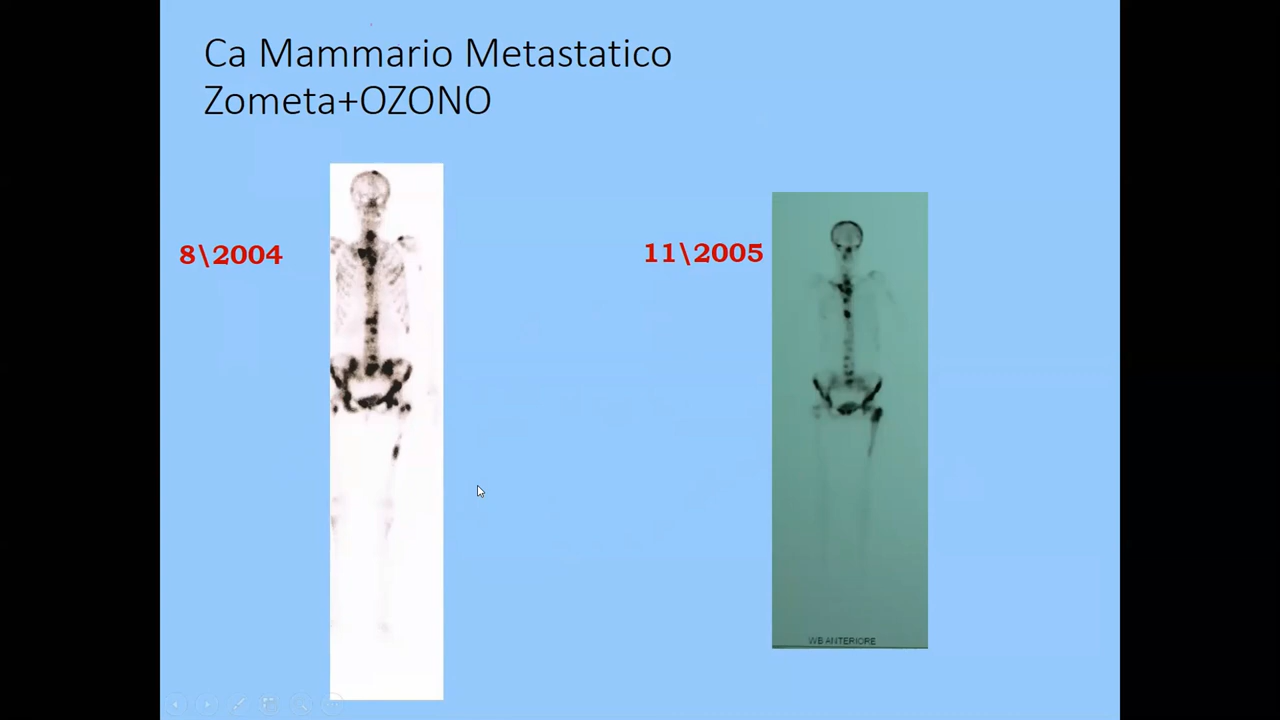 Ca Mammario Metastatico
Zometa+OZONO
8\2004
11\2005
WB ANTERIORE